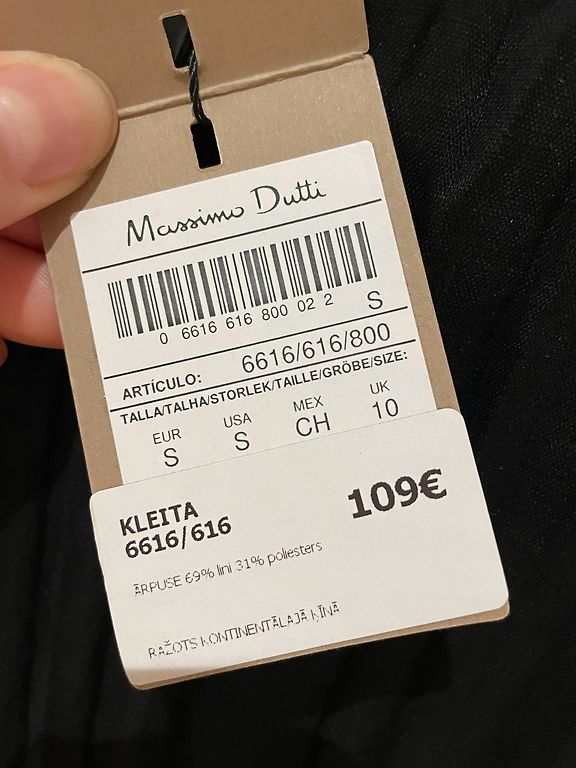 Massimo Dutti
0 6616 616 800 02 2 S
ARTÍCULO: 6616/616/800
TALLA/TALHA/STORLEK/TAILLE/GRÖBE/SIZE:
EUR USA MEX UK
S S CH 10
KLEITA 109€
6616/616
ĀRPUSE 69% lini 31% poliesters
RAŽOTS KONTINENTĀLAJĀ ĶĪNĀ